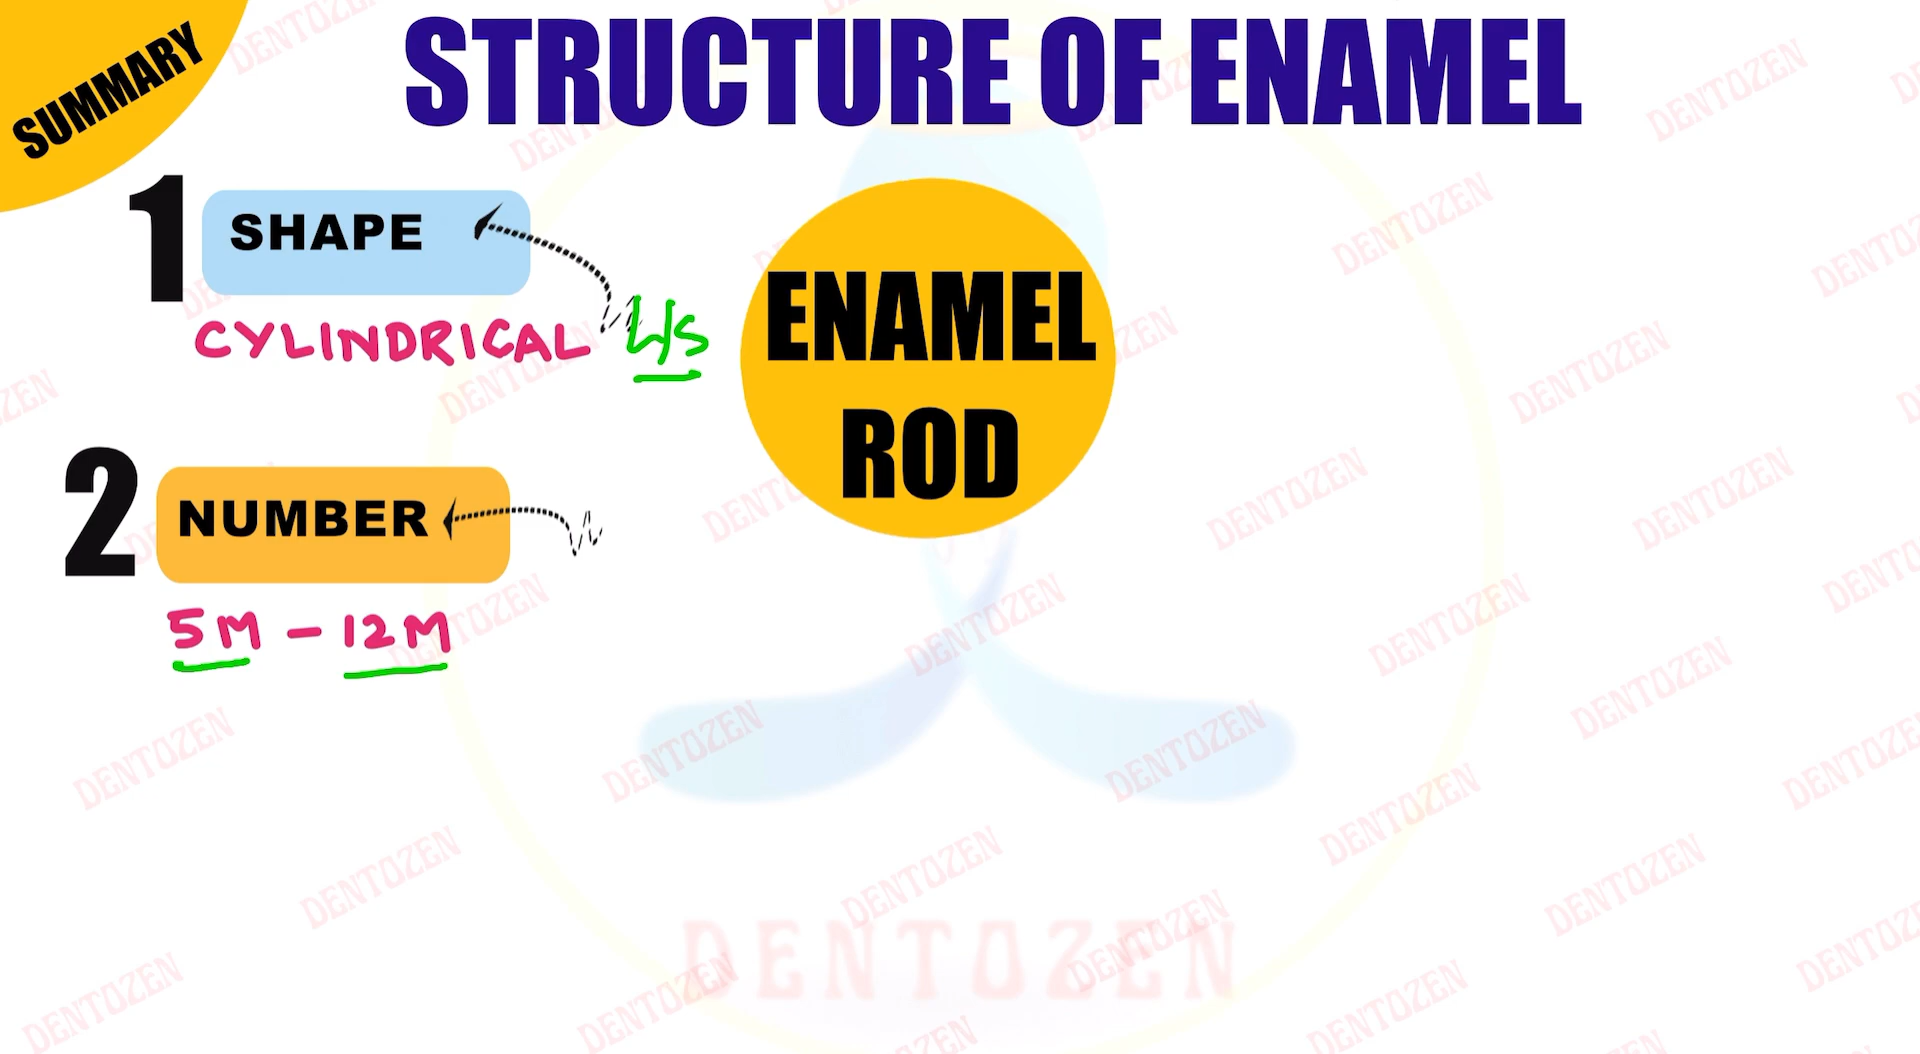 SUMMARY
STRUCTURE OF ENAMEL
1 SHAPE
CYLINDRICAL L/S
ENAMEL
ROD
2 NUMBER
5M - 12M
DENTOZEN